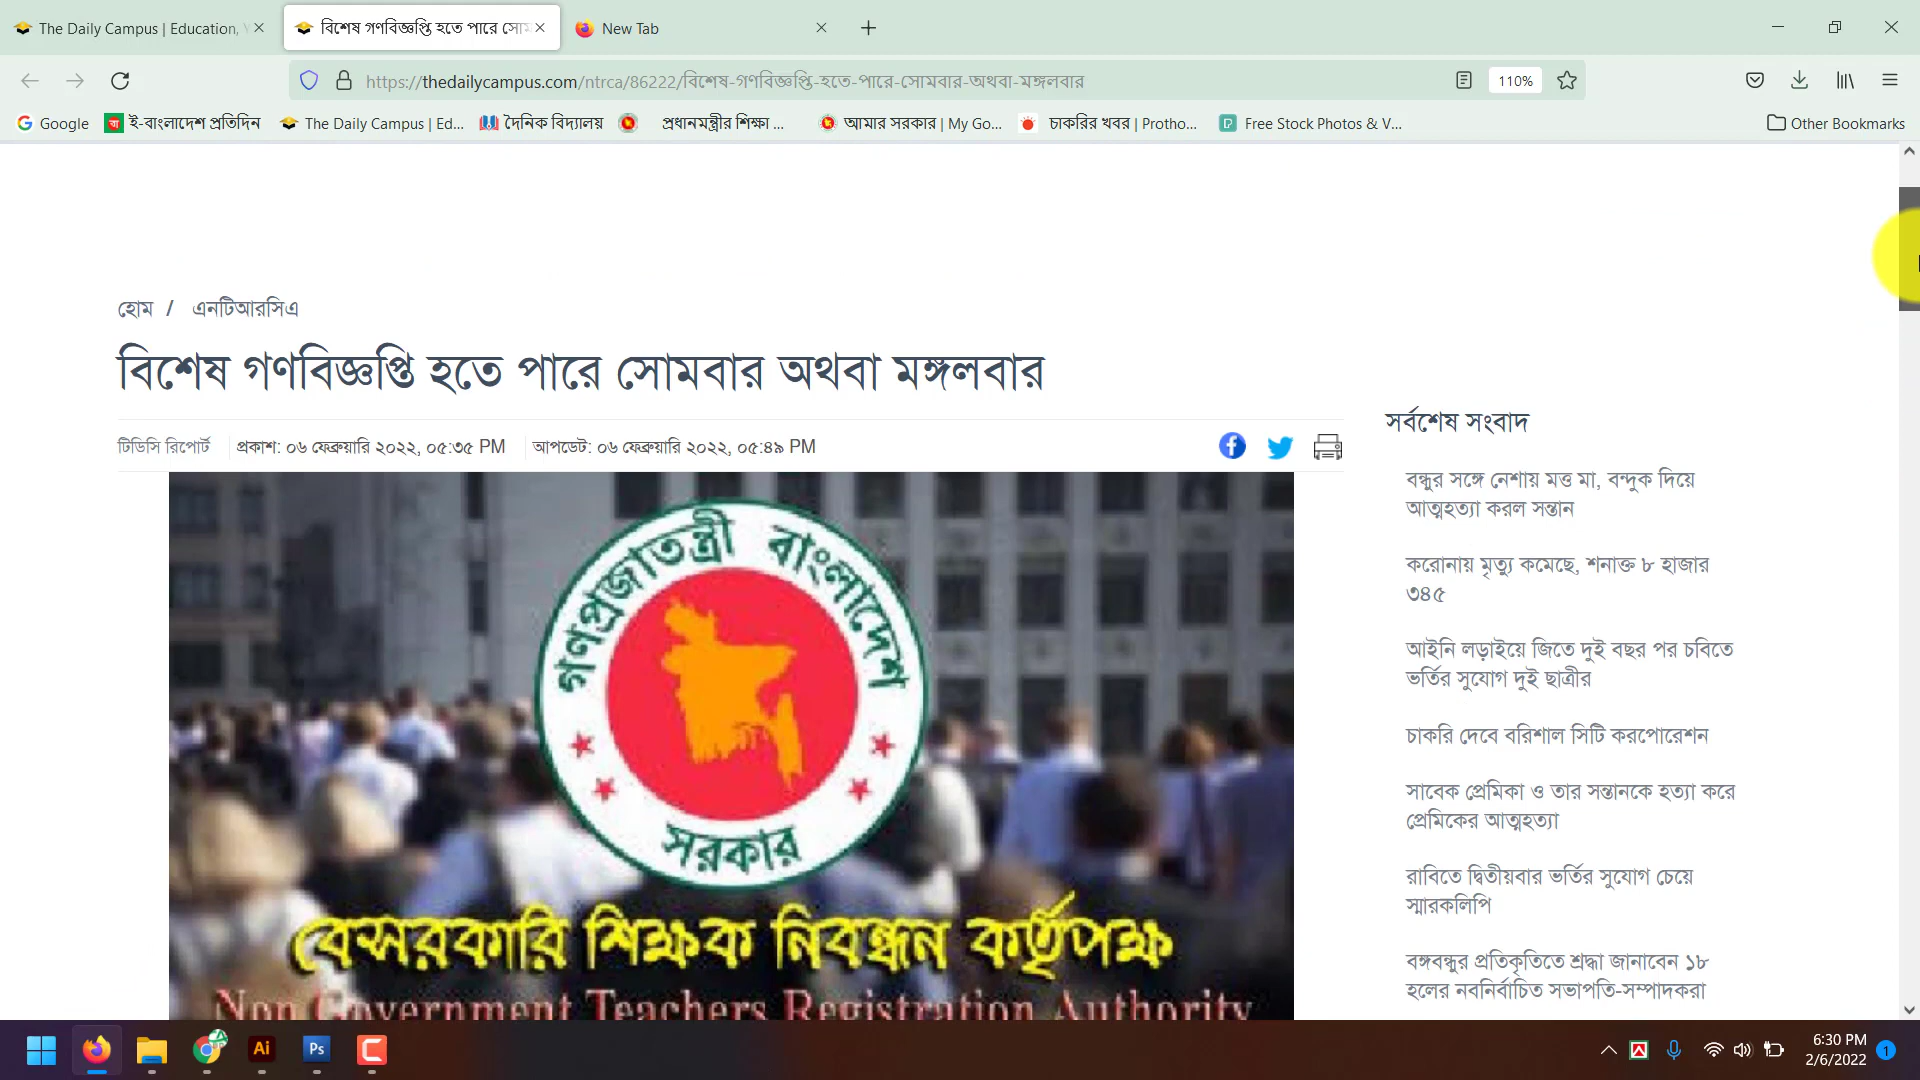 The Daily Campus | Education, Y
বিশেষ গণবিজ্ঞপ্তি হতে পারে সোম
New Tab
https://thedailycampus.com/ntrca/86222/বিশেষ-গণবিজ্ঞপ্তি-হতে-পারে-সোমবার-অথবা-মঙ্গলবার
110%
Google
ই-বাংলাদেশ প্রতিদিন
The Daily Campus | Ed...
দৈনিক বিদ্যালয়
প্রধানমন্ত্রীর শিক্ষা ...
আমার সরকার | My Go...
চাকরির খবর | Protho...
Free Stock Photos & V...
Other Bookmarks
হোম / এনটিআরসিএ
বিশেষ গণবিজ্ঞপ্তি হতে পারে সোমবার অথবা মঙ্গলবার
টিডিসি রিপোর্ট
প্রকাশ: ০৬ ফেব্রুয়ারি ২০২২, ০৫:৩৫ PM
আপডেট: ০৬ ফেব্রুয়ারি ২০২২, ০৫:৪৯ PM
গণপ্রজাতন্ত্রী বাংলাদেশ
সরকার
বেসরকারি শিক্ষক নিবন্ধন কর্তৃপক্ষ
Non Government Teachers Registration Authority
সর্বশেষ সংবাদ
বন্ধুর সঙ্গে নেশায় মত্ত মা, বন্দুক দিয়ে
আত্মহত্যা করল সন্তান
করোনায় মৃত্যু কমেছে, শনাক্ত ৮ হাজার
৩৪৫
আইনি লড়াইয়ে জিতে দুই বছর পর চবিতে
ভর্তির সুযোগ দুই ছাত্রীর
চাকরি দেবে বরিশাল সিটি করপোরেশন
সাবেক প্রেমিকা ও তার সন্তানকে হত্যা করে
প্রেমিকের আত্মহত্যা
রাবিতে দ্বিতীয়বার ভর্তির সুযোগ চেয়ে
স্মারকলিপি
বঙ্গবন্ধুর প্রতিকৃতিতে শ্রদ্ধা জানাবেন ১৮
হলের নবনির্বাচিত সভাপতি-সম্পাদকরা
Ai
Ps
6:30 PM
2/6/2022
1